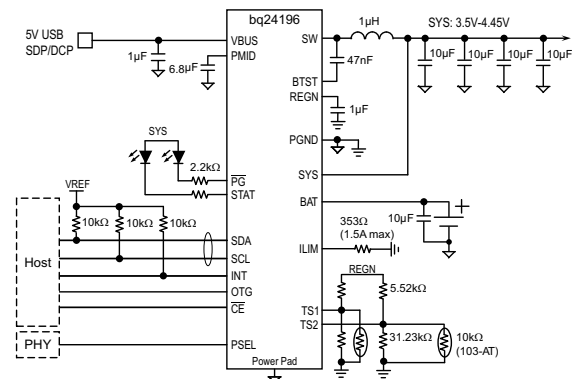 bq24196
5V USB
SDP/DCP
1µF
6.8µF
VBUS
PMID
SW
1µH
SYS: 3.5V-4.45V
47nF
10µF
10µF
10µF
10µF
BTST
REGN
1µF
PGND
SYS
SYS
2.2kΩ
PG
STAT
BAT
10µF
VREF
10kΩ
10kΩ
10kΩ
353Ω
(1.5A max)
ILIM
Host
SDA
SCL
INT
OTG
CE
REGN
5.52kΩ
TS1
TS2
31.23kΩ
10kΩ
(103-AT)
PHY
PSEL
Power Pad